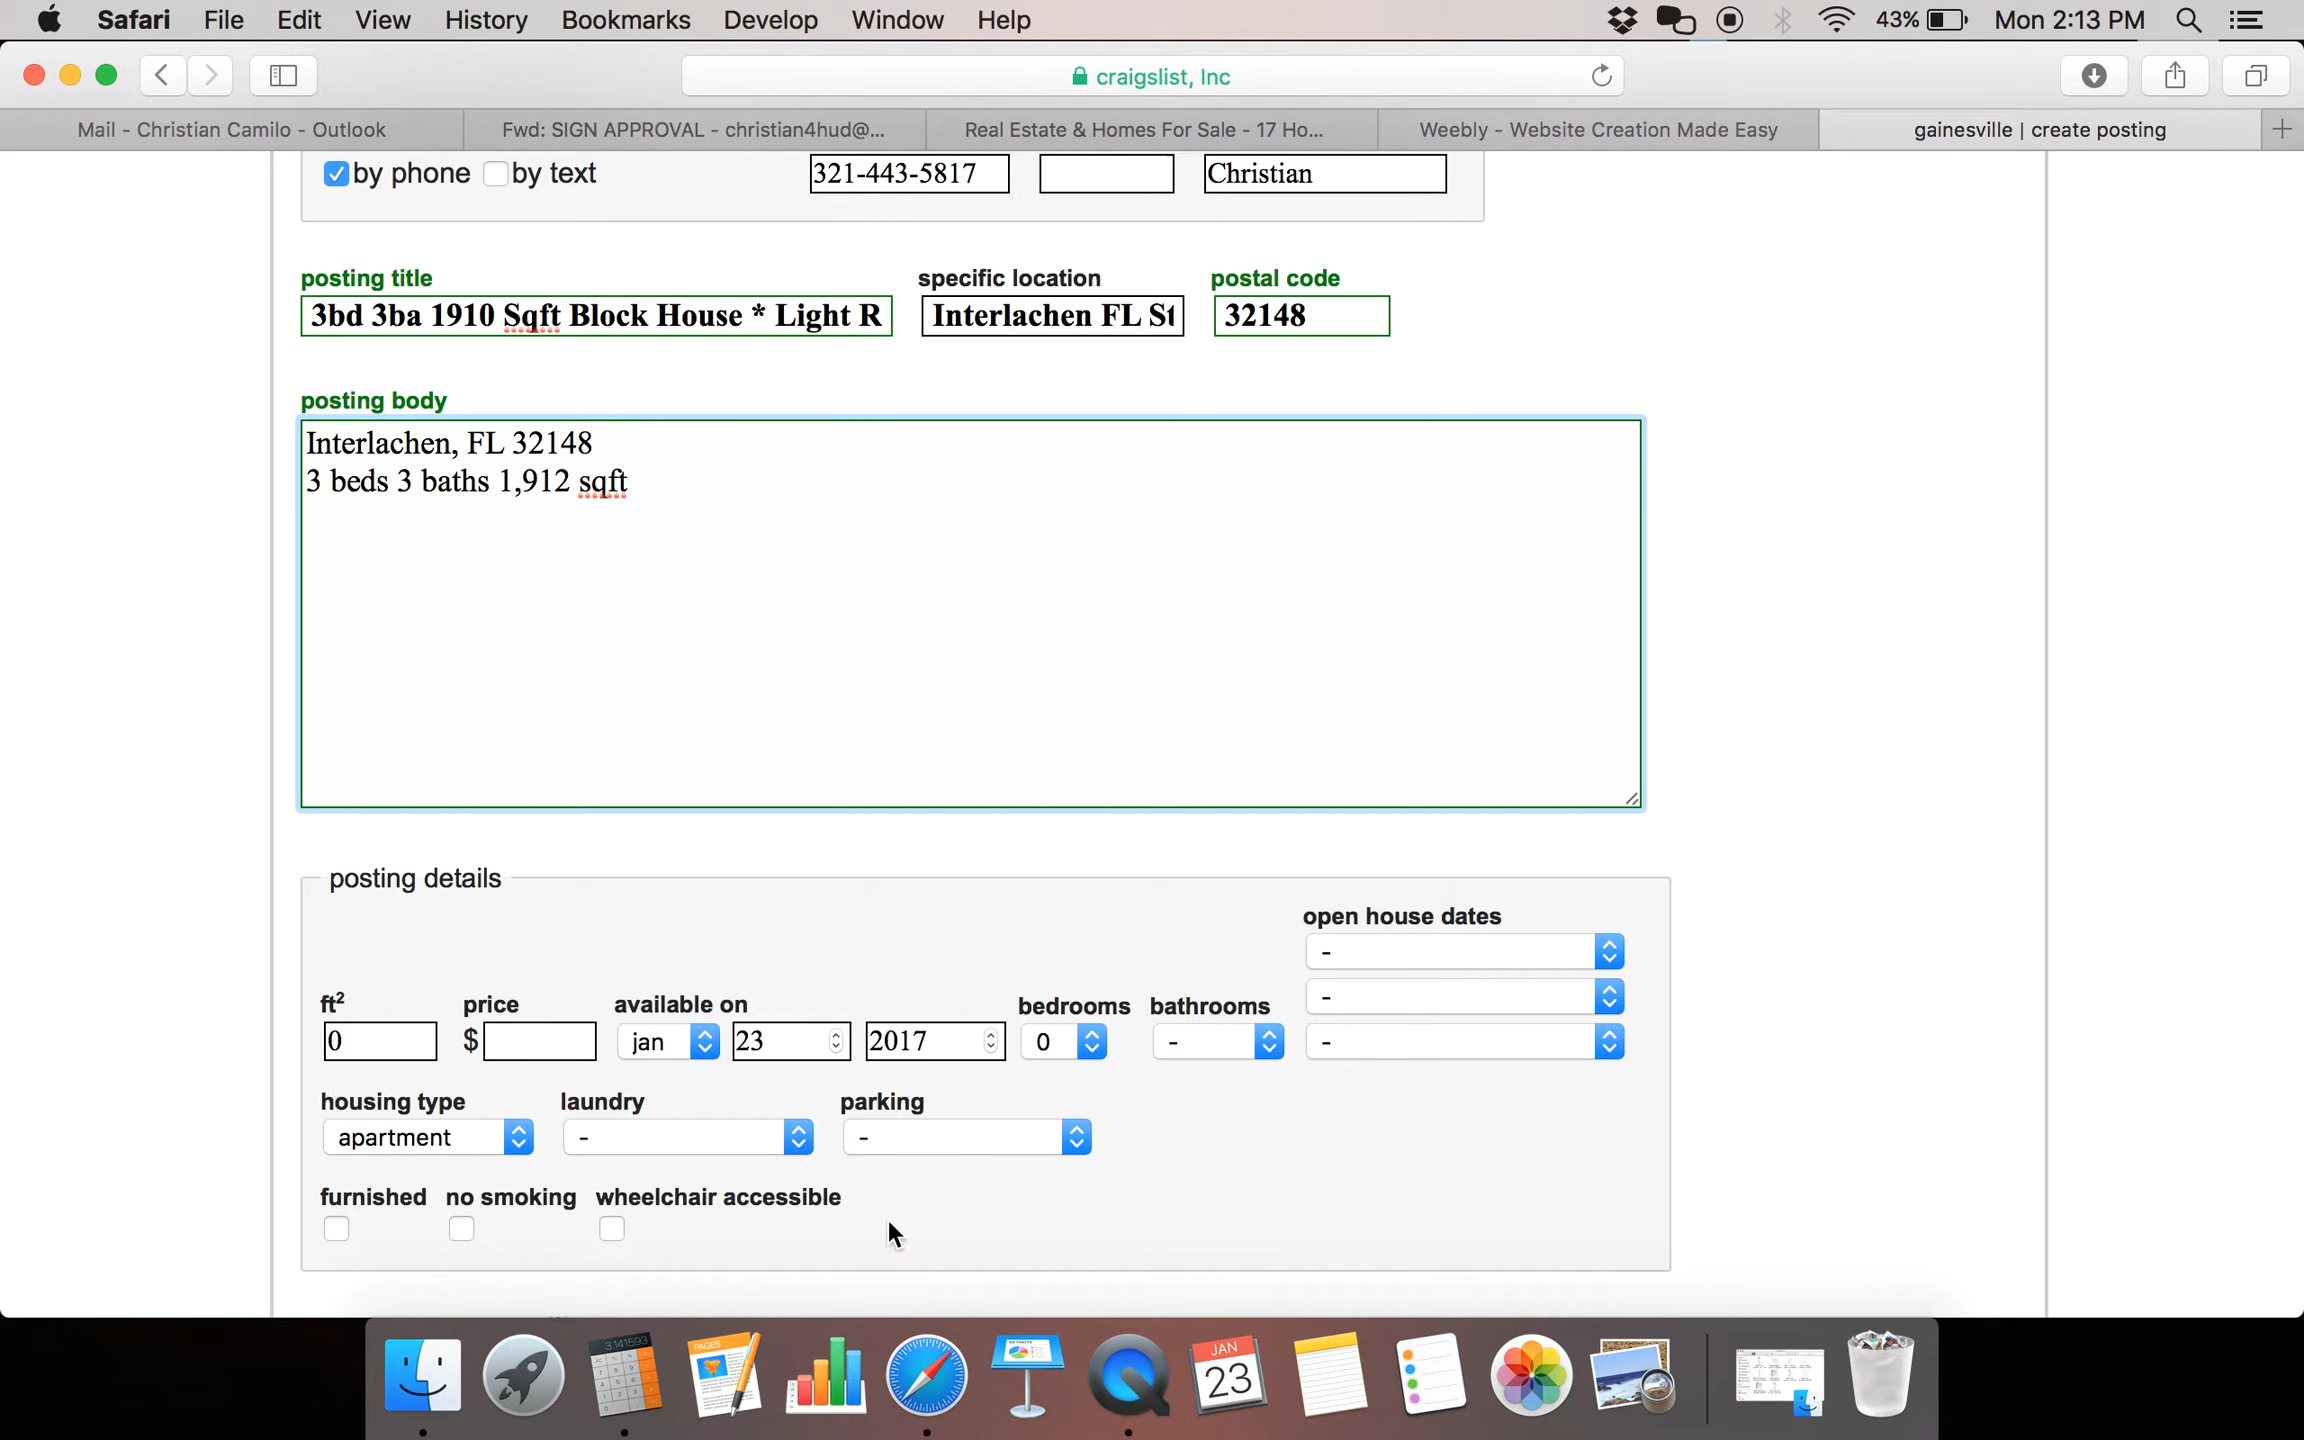 Safari File Edit View History Bookmarks Develop Window Help 43% Mon 2:13 PM
craigslist, Inc
Mail - Christian Camilo - Outlook Fwd: SIGN APPROVAL - christian4hud@... Real Estate & Homes For Sale - 17 Ho... Weebly - Website Creation Made Easy gainesville | create posting
by phone by text 321-443-5817 Christian
posting title specific location postal code
3bd 3ba 1910 Sqft Block House * Light R Interlachen FL St 32148
posting body
Interlachen, FL 32148
3 beds 3 baths 1,912 sqft
posting details
open house dates
-
-
ft² price available on bedrooms bathrooms
0 $ jan 23 2017 0 - -
housing type laundry parking
apartment - -
furnished no smoking wheelchair accessible
3.141593
PAGES
KEYNOTE
JAN
23